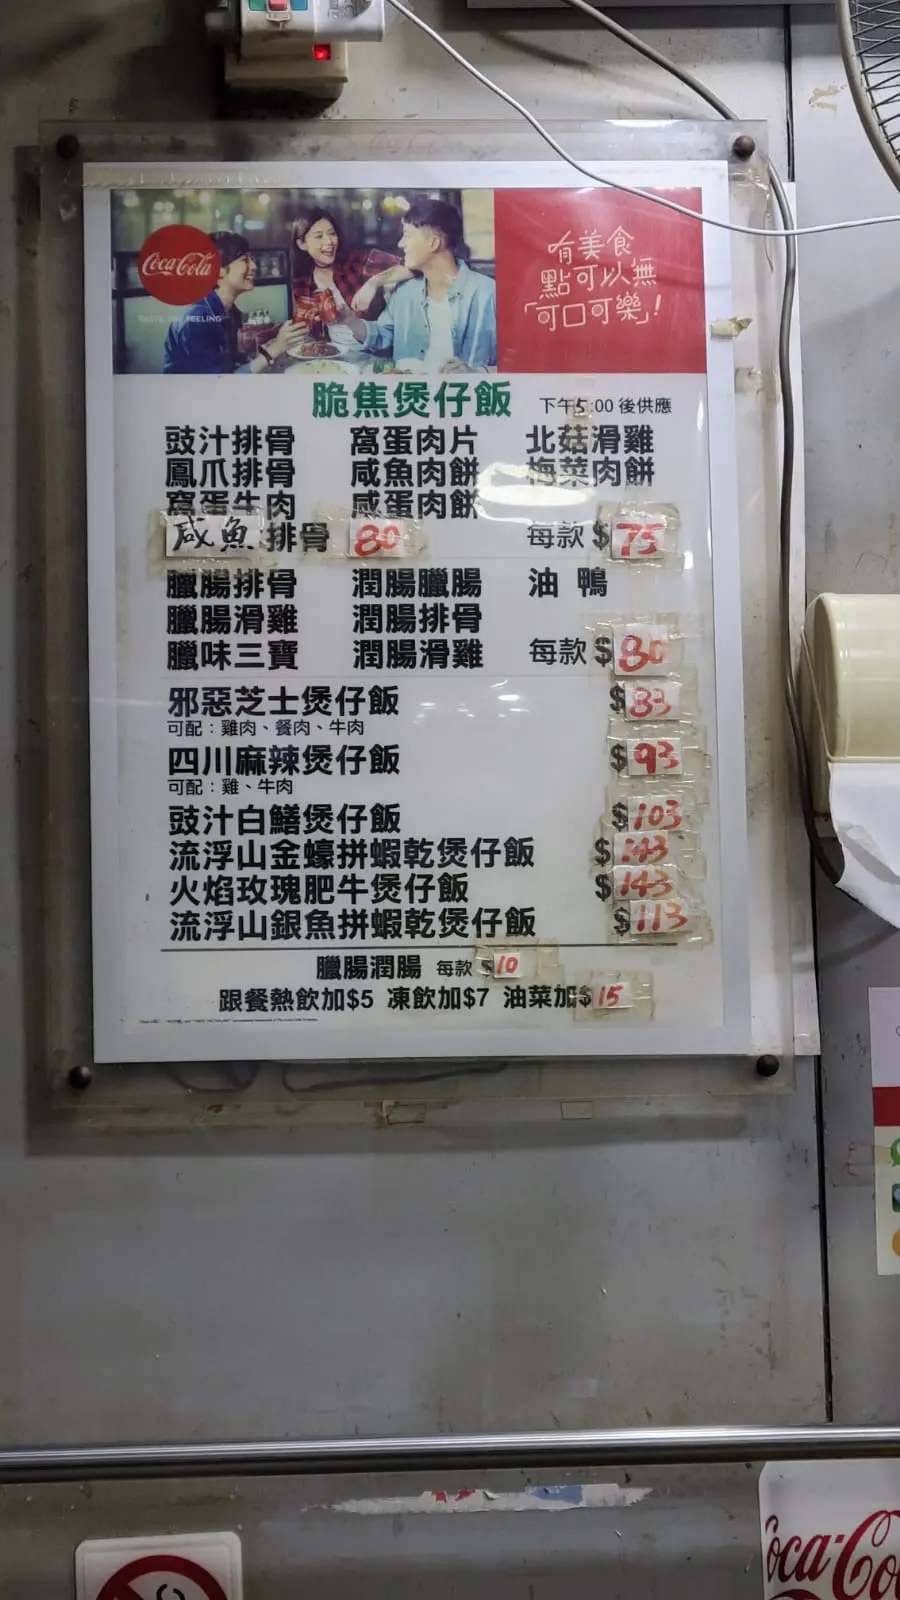 Coca-Cola
TASTE THE FEELING
有美食
點可以無
「可口可樂」!
脆焦煲仔飯 下午5:00 後供應
豉汁排骨 窩蛋肉片 北菇滑雞
鳳爪排骨 咸魚肉餅 梅菜肉餅
窩蛋牛肉 咸蛋肉餅
咸魚排骨 80 每款 $75
臘腸排骨 潤腸臘腸 油鴨
臘腸滑雞 潤腸排骨
臘味三寶 潤腸滑雞 每款 $80
邪惡芝士煲仔飯 $83
可配：雞肉、餐肉、牛肉
四川麻辣煲仔飯 $93
可配：雞、牛肉
豉汁白鱔煲仔飯 $103
流浮山金蠔拼蝦乾煲仔飯 $143
火焰玫瑰肥牛煲仔飯 $143
流浮山銀魚拼蝦乾煲仔飯 $113
臘腸潤腸 每款 $10
跟餐熱飲加$5 凍飲加$7 油菜加$15
Coca-Co